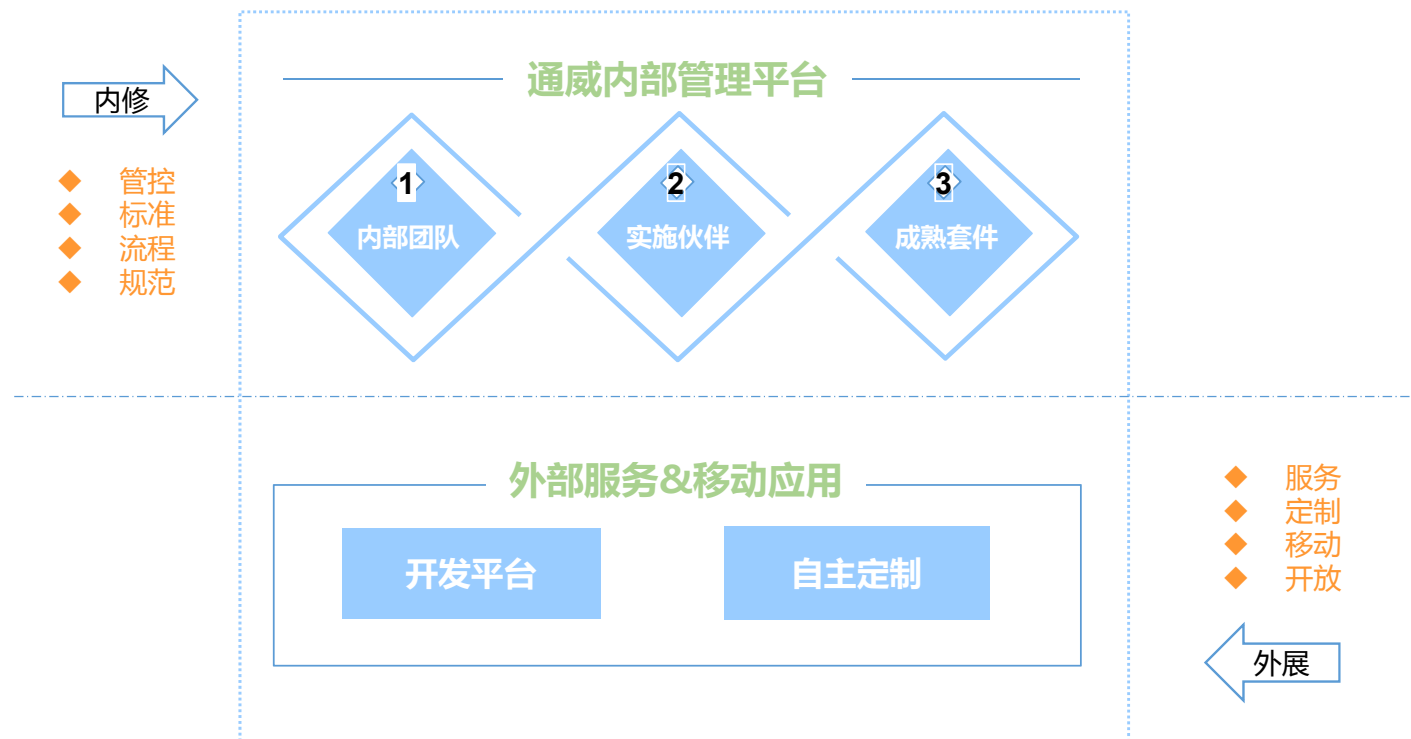 通威内部管理平台
内修
管控
标准
流程
规范
1
内部团队
2
实施伙伴
3
成熟套件
外部服务&移动应用
开发平台
自主定制
服务
定制
移动
开放
外展